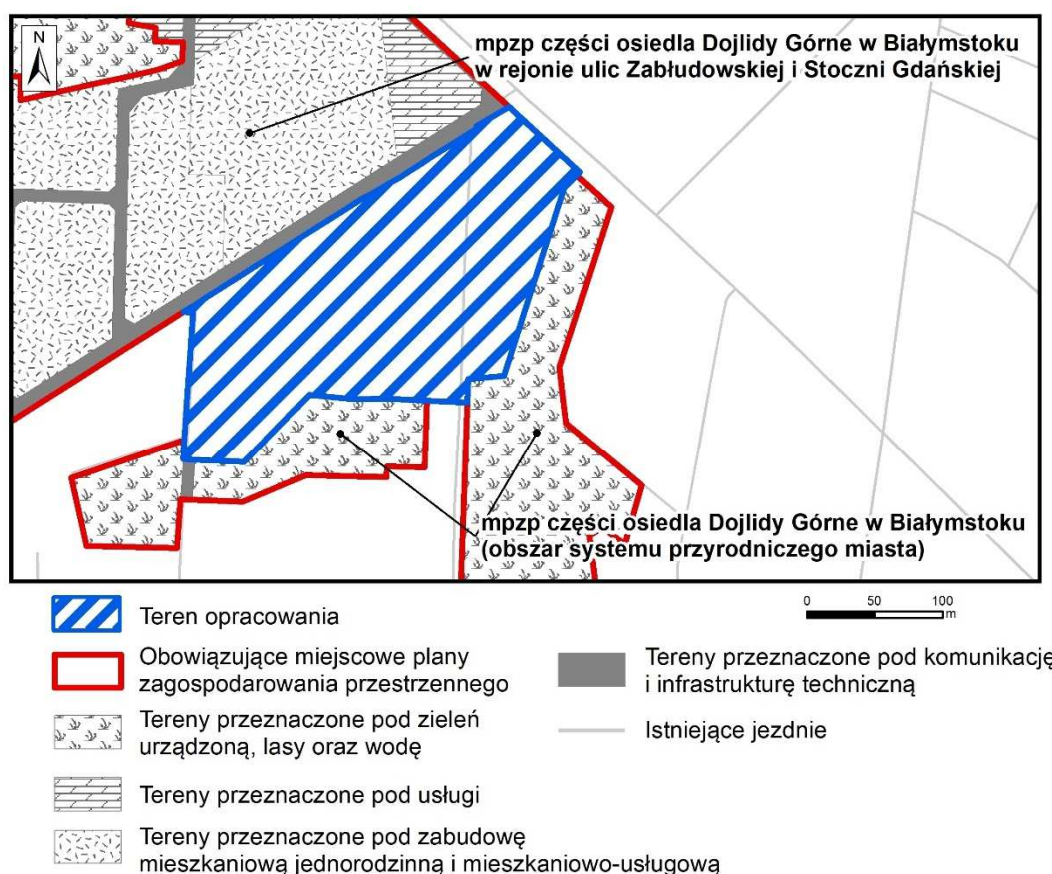 N
mpzp części osiedla Dojlidy Górne w Białymstoku
w rejonie ulic Zabłudowskiej i Stoczni Gdańskiej
mpzp części osiedla Dojlidy Górne w Białymstoku
(obszar systemu przyrodniczego miasta)
0 50 100
m
Teren opracowania
Obowiązujące miejscowe plany
zagospodarowania przestrzennego
Tereny przeznaczone pod zieleń
urządzoną, lasy oraz wodę
Tereny przeznaczone pod usługi
Tereny przeznaczone pod zabudowę
mieszkaniową jednorodzinną i mieszkaniowo-usługową
Tereny przeznaczone pod komunikację
i infrastrukturę techniczną
Istniejące jezdnie